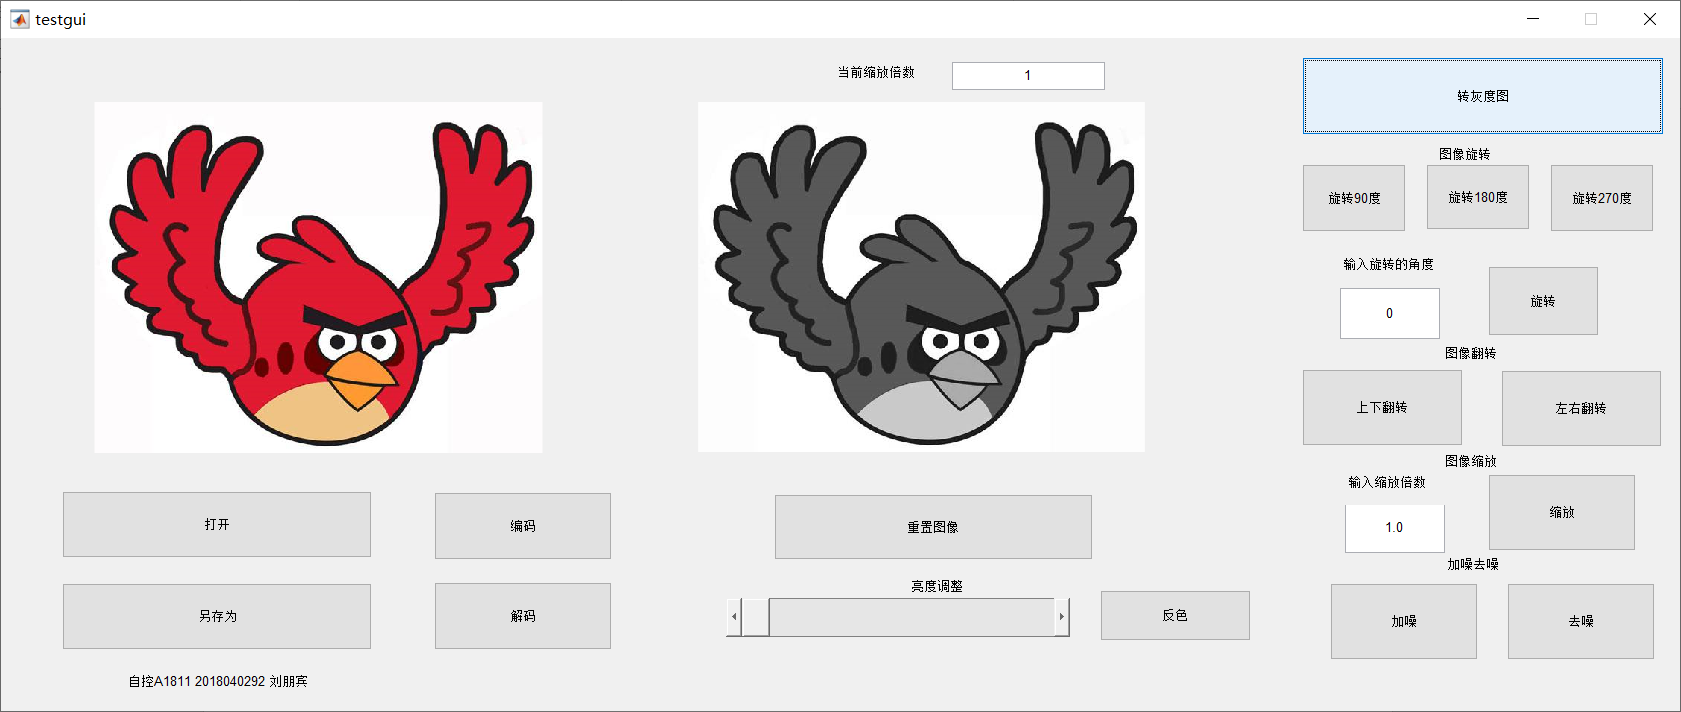 testgui
当前缩放倍数
1
转灰度图
图像旋转
旋转90度
旋转180度
旋转270度
输入旋转的角度
0
旋转
图像翻转
上下翻转
左右翻转
图像缩放
输入缩放倍数
1.0
缩放
加噪去噪
加噪
去噪
打开
编码
重置图像
另存为
解码
亮度调整
反色
自控A1811 2018040292 刘朋宾